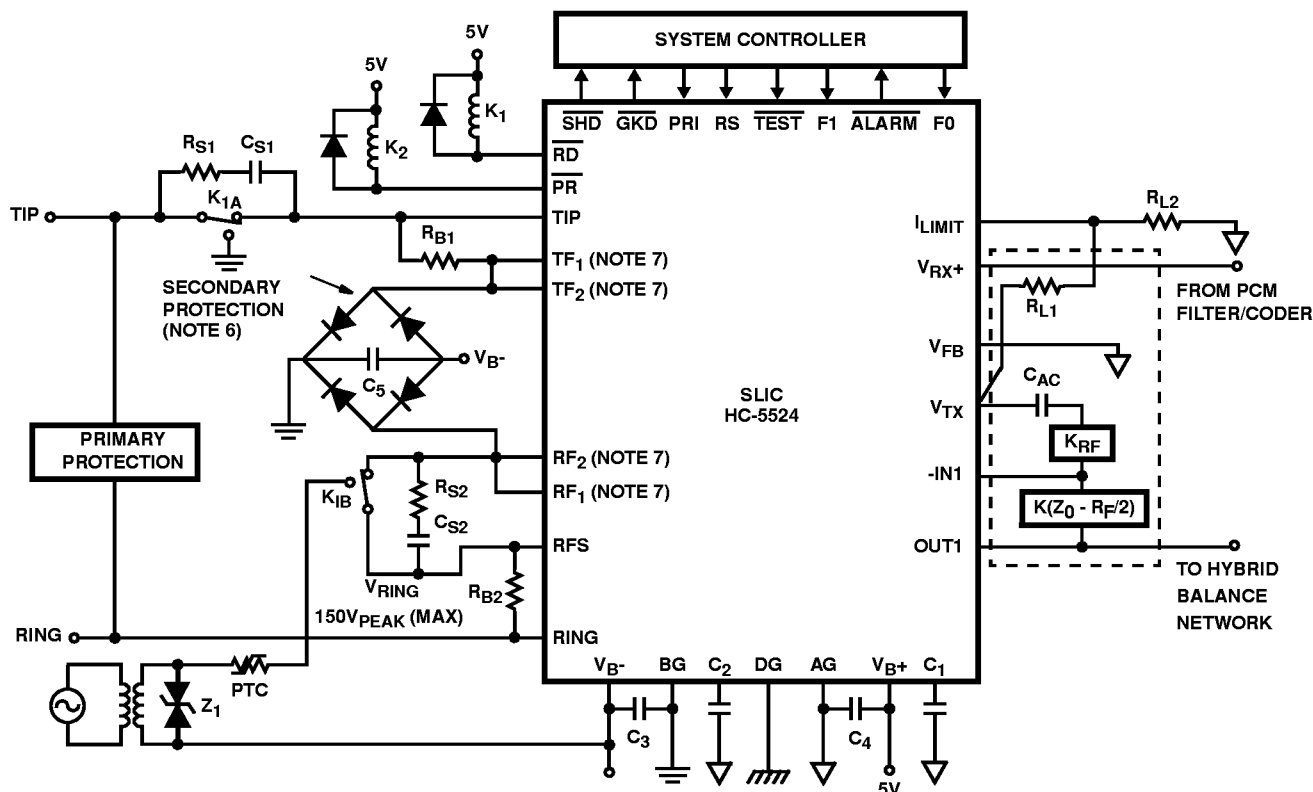 SYSTEM CONTROLLER
5V
5V
K1
K2
SHD GKD PRI RS TEST F1 ALARM F0
RS1 CS1
K1A
RD
PR
TIP
TIP
RB1
TF1 (NOTE 7)
TF2 (NOTE 7)
SECONDARY
PROTECTION
(NOTE 6)
VB-
C5
ILIMIT
RL2
VRX+
RL1
FROM PCM
FILTER/CODER
VFB
SLIC
HC-5524
VTX
CAC
KRF
-IN1
K(Z0 - RF/2)
OUT1
TO HYBRID
BALANCE
NETWORK
PRIMARY
PROTECTION
KIB
RS2
CS2
RF2 (NOTE 7)
RF1 (NOTE 7)
RFS
VRING
RB2
150VPEAK (MAX)
RING
RING
PTC
Z1
VB- BG C2 DG AG VB+ C1
C3
C4
5V